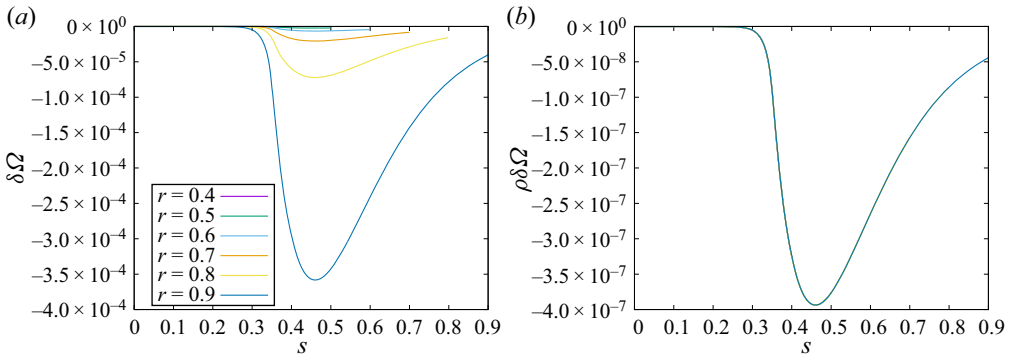 (a)
0 × 10⁰
−5.0 × 10⁻⁵
−1.0 × 10⁻⁴
−1.5 × 10⁻⁴
−2.0 × 10⁻⁴
−2.5 × 10⁻⁴
−3.0 × 10⁻⁴
−3.5 × 10⁻⁴
−4.0 × 10⁻⁴
δΩ
r = 0.4
r = 0.5
r = 0.6
r = 0.7
r = 0.8
r = 0.9
0 0.1 0.2 0.3 0.4 0.5 0.6 0.7 0.8 0.9
s
(b)
0 × 10⁰
−5.0 × 10⁻⁸
−1.0 × 10⁻⁷
−1.5 × 10⁻⁷
−2.0 × 10⁻⁷
−2.5 × 10⁻⁷
−3.0 × 10⁻⁷
−3.5 × 10⁻⁷
−4.0 × 10⁻⁷
ρδΩ
0 0.1 0.2 0.3 0.4 0.5 0.6 0.7 0.8 0.9
s